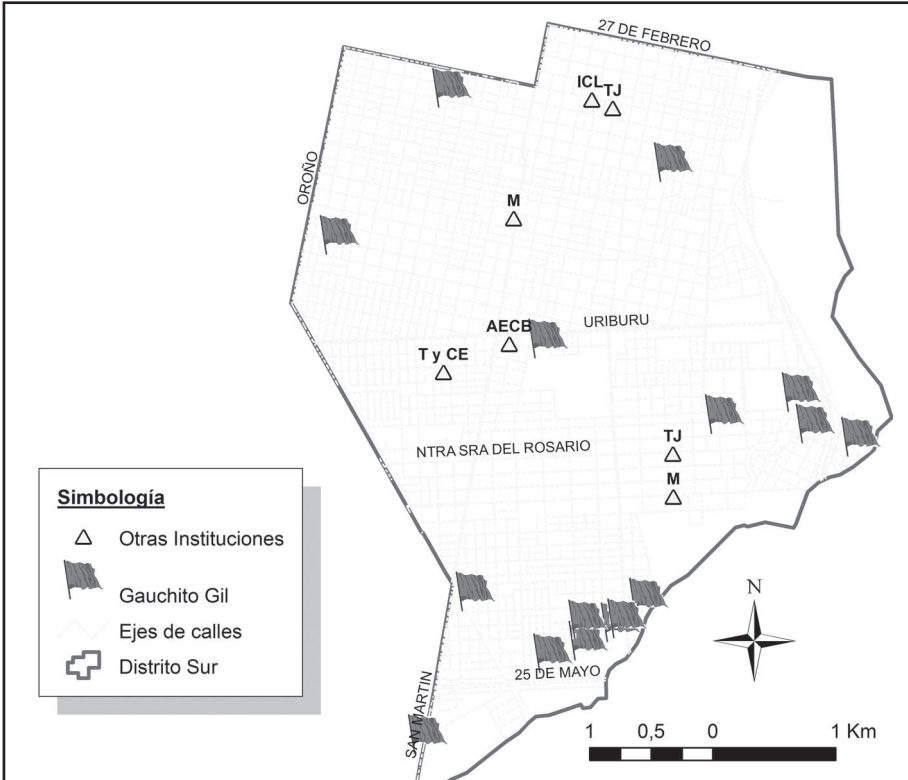 27 DE FEBRERO
ICL TJ
OROÑO
M
URIBURU
AECB
T y CE
TJ
NTRA SRA DEL ROSARIO
M
Simbología
Otras Instituciones
Gauchito Gil
Ejes de calles
Distrito Sur
N
25 DE MAYO
SAN MARTIN
1 0,5 0 1 Km